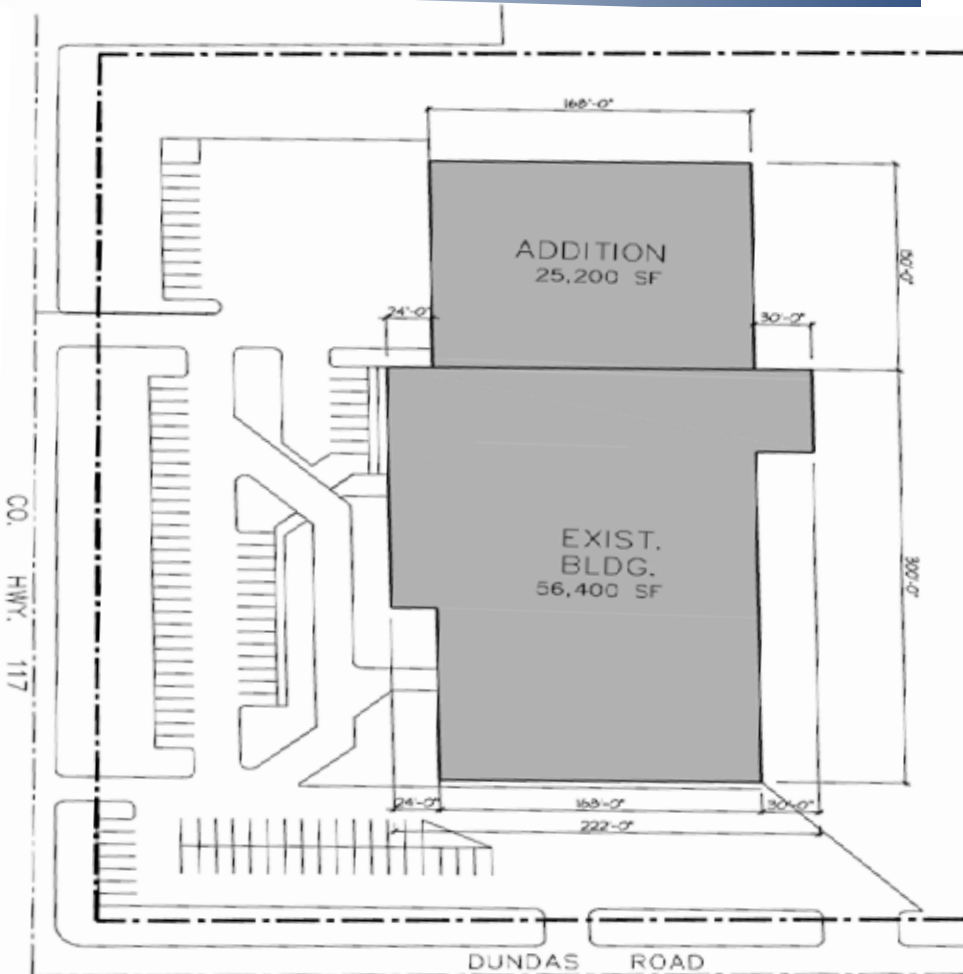 168'-0"
ADDITION
25,200 SF
150'-0"
24'-0"
30'-0"
EXIST.
BLDG.
56,400 SF
300'-0"
CO. HWY. 117
24'-0"
168'-0"
30'-0"
222'-0"
DUNDAS ROAD